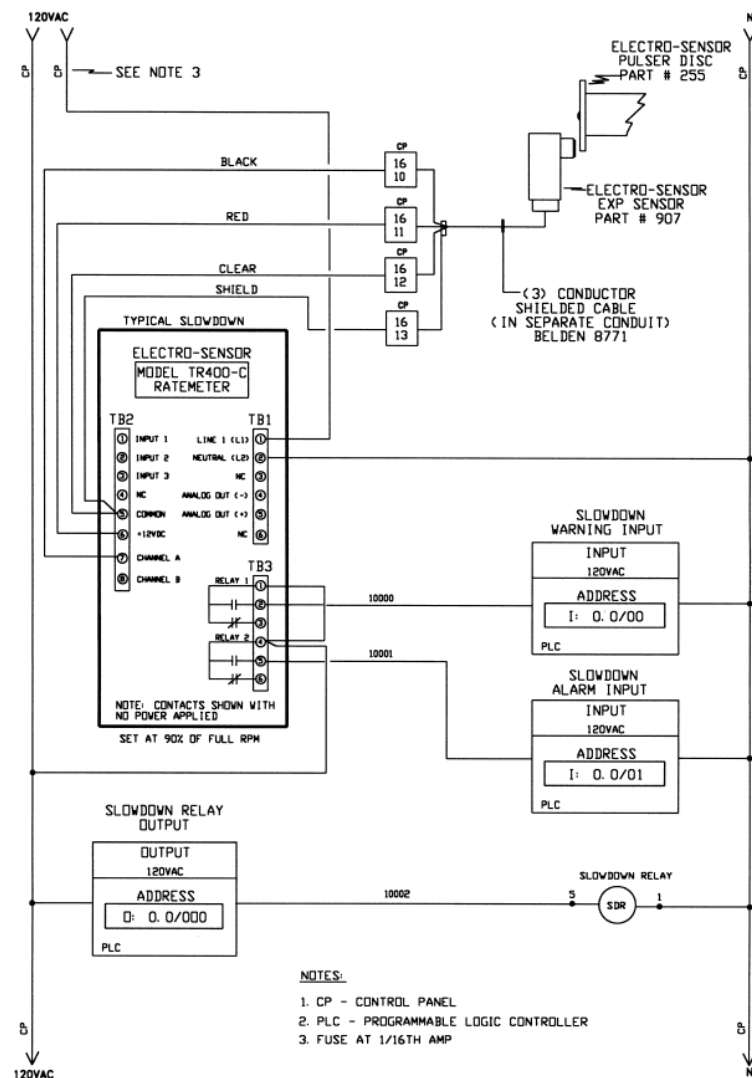 120VAC
N
CP
CP
SEE NOTE 3
CP
ELECTRO-SENSOR
PULSER DISC
PART # 255
ELECTRO-SENSOR
EXP SENSOR
PART # 907
BLACK
CP
16
10
RED
CP
16
11
CLEAR
CP
16
12
SHIELD
CP
16
13
(3) CONDUCTOR
SHIELDED CABLE
(IN SEPARATE CONDUIT)
BELDEN 8771
TYPICAL SLOWDOWN
ELECTRO-SENSOR
MODEL TR400-C
RATEMETER
TB2
1 INPUT 1
2 INPUT 2
3 INPUT 3
4 NC
5 COMMON
6 +12VDC
7 CHANNEL A
8 CHANNEL B
TB1
LINE 1 (L1) 1
NEUTRAL (L2) 2
NC 3
ANALOG OUT (-) 4
ANALOG OUT (+) 5
NC 6
TB3
RELAY 1 1
2
3
RELAY 2 4
5
6
NOTE: CONTACTS SHOWN WITH
NO POWER APPLIED
SET AT 90% OF FULL RPM
10000
10001
SLOWDOWN
WARNING INPUT
INPUT
120VAC
ADDRESS
I: 0.0/00
PLC
SLOWDOWN
ALARM INPUT
INPUT
120VAC
ADDRESS
I: 0.0/01
PLC
SLOWDOWN RELAY
OUTPUT
OUTPUT
120VAC
ADDRESS
O: 0.0/000
PLC
10002
SLOWDOWN RELAY
5
SDR
1
NOTES:
1. CP - CONTROL PANEL
2. PLC - PROGRAMMABLE LOGIC CONTROLLER
3. FUSE AT 1/16TH AMP
CP
CP
120VAC
N